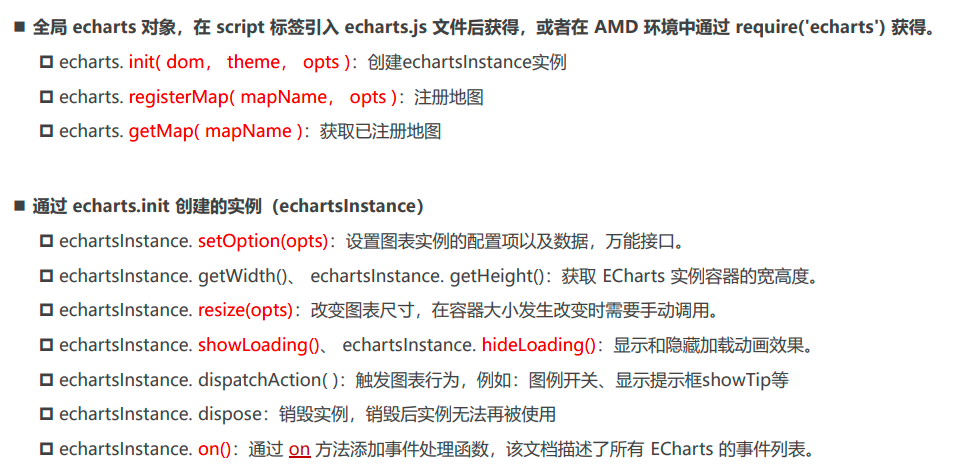 ■ 全局 echarts 对象，在 script 标签引入 echarts.js 文件后获得，或者在 AMD 环境中通过 require('echarts') 获得。
echarts. init( dom， theme， opts )：创建echartsInstance实例
echarts. registerMap( mapName， opts )：注册地图
echarts. getMap( mapName )：获取已注册地图
■ 通过 echarts.init 创建的实例（echartsInstance）
echartsInstance. setOption(opts)：设置图表实例的配置项以及数据，万能接口。
echartsInstance. getWidth()、 echartsInstance. getHeight()：获取 ECharts 实例容器的宽高度。
echartsInstance. resize(opts)：改变图表尺寸，在容器大小发生改变时需要手动调用。
echartsInstance. showLoading()、 echartsInstance. hideLoading()：显示和隐藏加载动画效果。
echartsInstance. dispatchAction( )：触发图表行为，例如：图例开关、显示提示框showTip等
echartsInstance. dispose：销毁实例，销毁后实例无法再被使用
echartsInstance. on()：通过 on 方法添加事件处理函数，该文档描述了所有 ECharts 的事件列表。